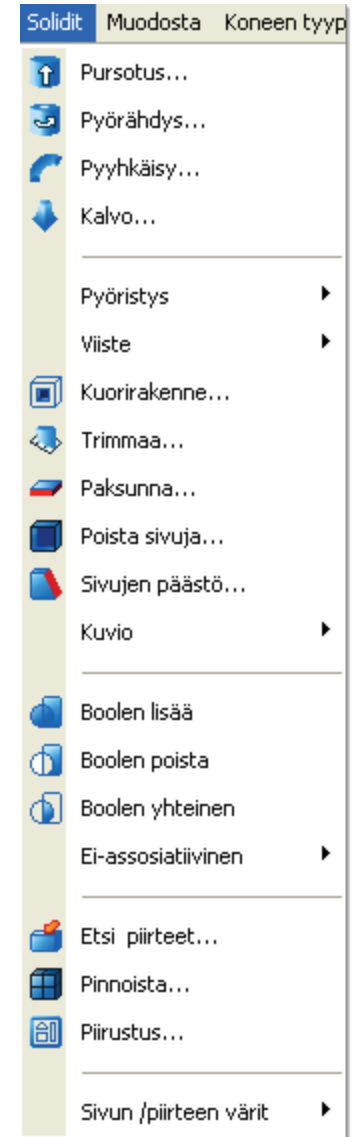 Solidit Muodosta Koneen tyyp
Pursotus...
Pyörähdys...
Pyyhkäisy...
Kalvo...
Pyöristys
Viiste
Kuorirakenne...
Trimmaa...
Paksunna...
Poista sivuja...
Sivujen päästö...
Kuvio
Boolen lisää
Boolen poista
Boolen yhteinen
Ei-assosiatiivinen
Etsi piirteet...
Pinnoista...
Piirustus...
Sivun /piirteen värit